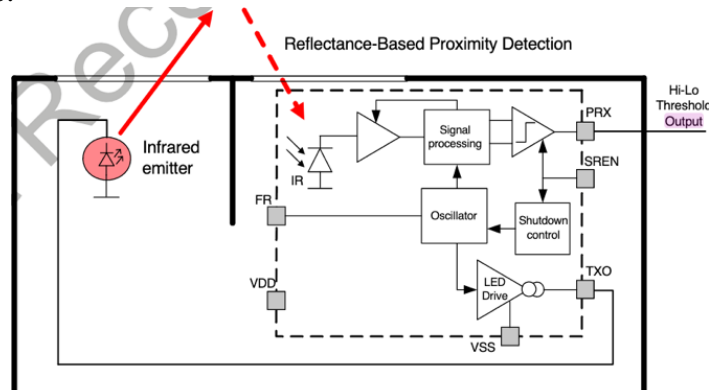 Reco
Reflectance-Based Proximity Detection
Hi-Lo
Threshold
Output
PRX
Signal
processing
Infrared
emitter
IR
SREN
FR
Oscillator
Shutdown
control
VDD
LED
Drive
TXO
VSS